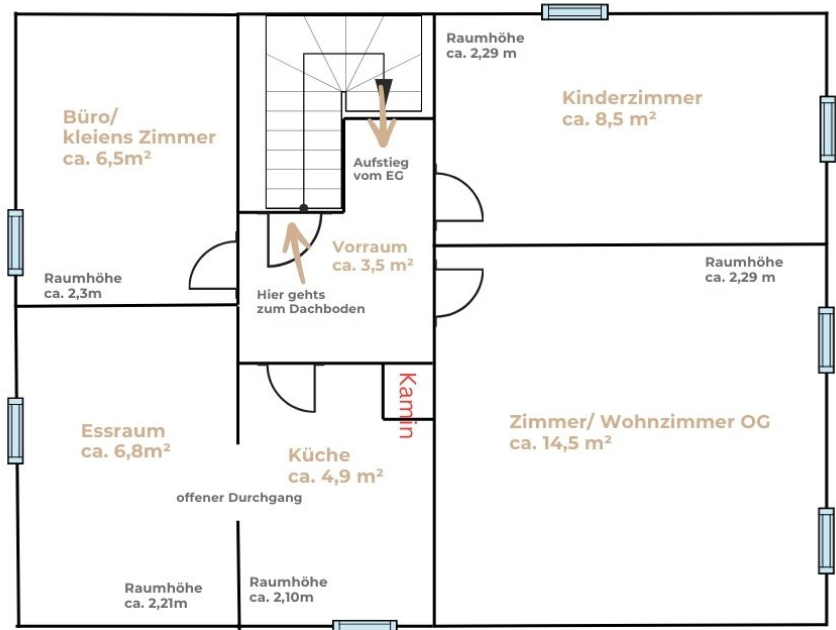 Raumhöhe
ca. 2,29 m
Kinderzimmer
ca. 8,5 m²
Büro/
kleiens Zimmer
ca. 6,5m²
Aufstieg
vom EG
Vorraum
ca. 3,5 m²
Raumhöhe
ca. 2,3m
Hier gehts
zum Dachboden
Raumhöhe
ca. 2,29 m
Kamin
Essraum
ca. 6,8m²
Küche
ca. 4,9 m²
Zimmer/ Wohnzimmer OG
ca. 14,5 m²
offener Durchgang
Raumhöhe
ca. 2,21m
Raumhöhe
ca. 2,10m